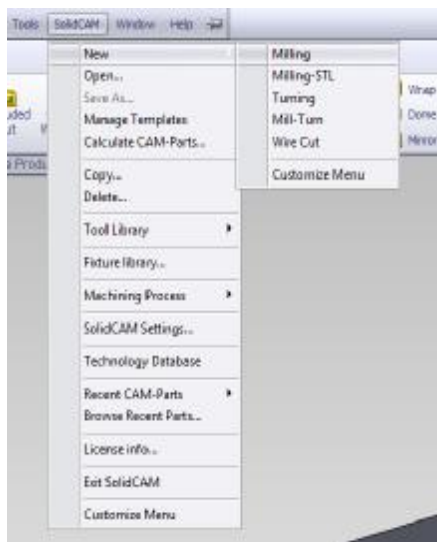 Tools SolidCAM Window Help
New
Open...
Save As...
Manage Templates
Calculate CAM-Parts...
Copy...
Delete...
Tool Library
Fixture library...
Machining Process
SolidCAM Settings...
Technology Database
Recent CAM-Parts
Browse Recent Parts...
License info...
Exit SolidCAM
Customize Menu
Milling
Milling-STL
Turning
Mill-Turn
Wire Cut
Customize Menu
Wrap
Dome
Mirror